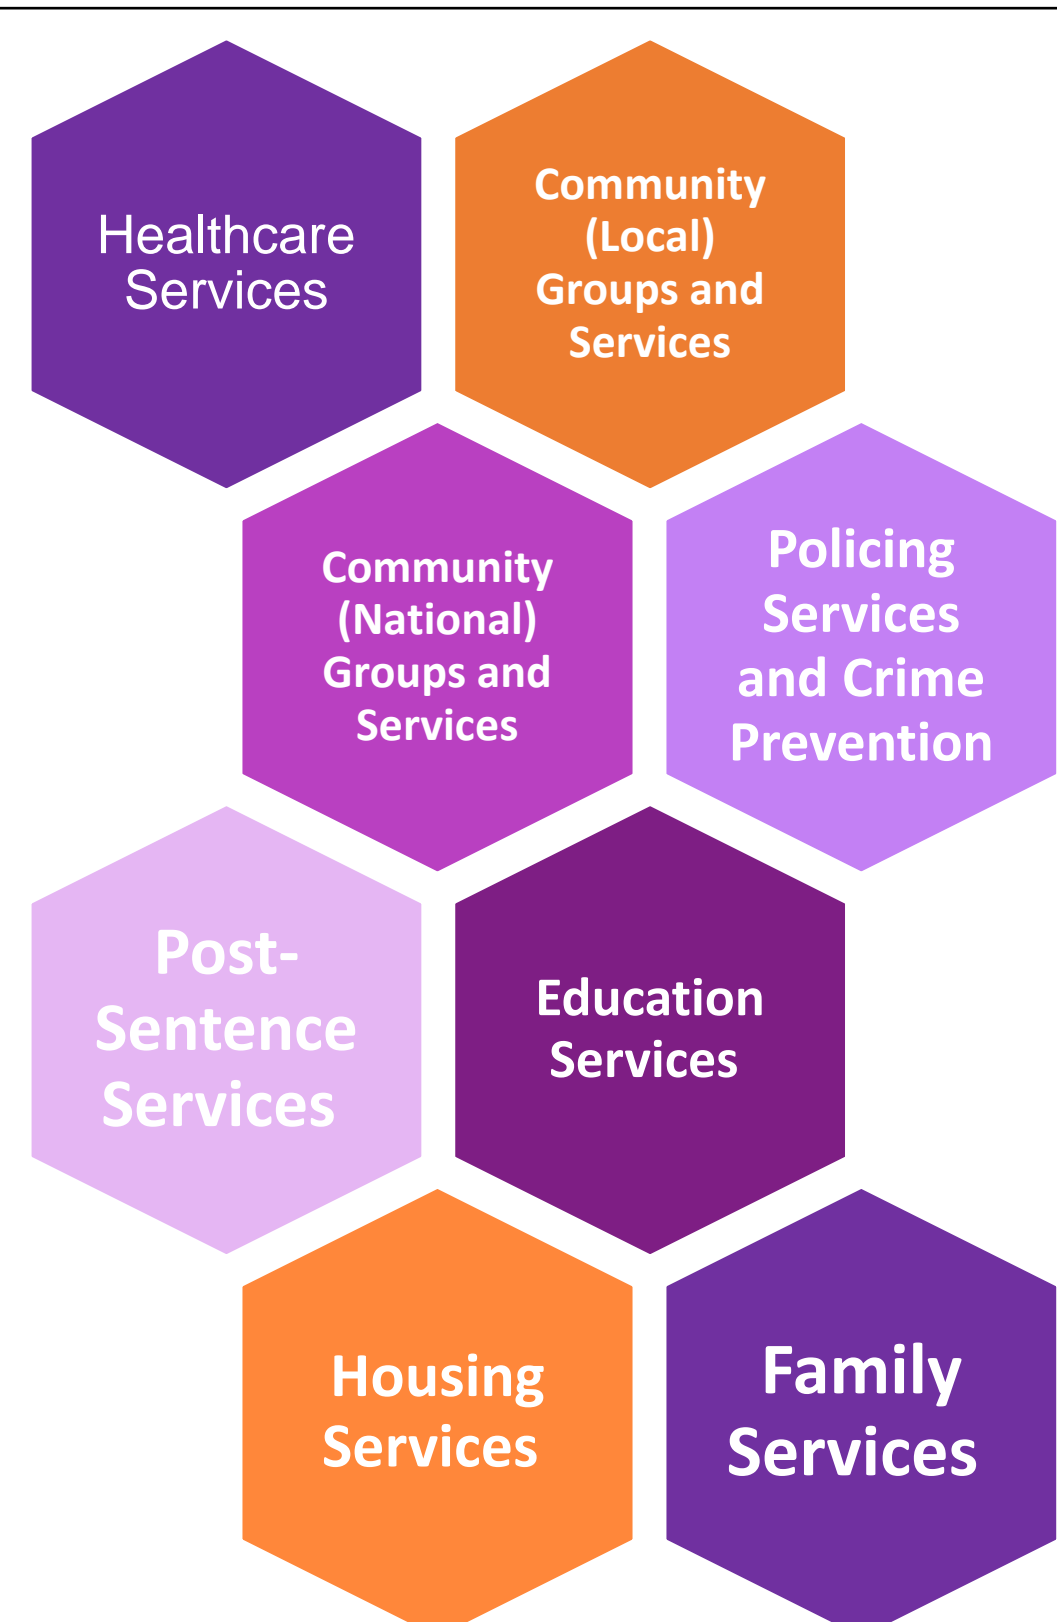 Healthcare
Services
Community
(Local)
Groups and
Services
Community
(National)
Groups and
Services
Policing
Services
and Crime
Prevention
Post-
Sentence
Services
Education
Services
Housing
Services
Family
Services